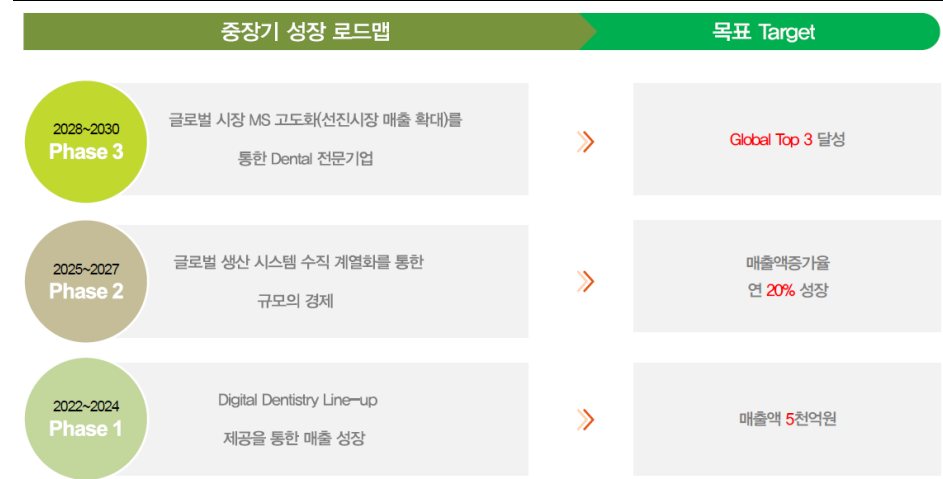 중장기 성장 로드맵
목표 Target
2028~2030
Phase 3
글로벌 시장 MS 고도화(선진시장 매출 확대)를
통한 Dental 전문기업
Global Top 3 달성
2025~2027
Phase 2
글로벌 생산 시스템 수직 계열화를 통한
규모의 경제
매출액증가율
연 20% 성장
2022~2024
Phase 1
Digital Dentistry Line-up
제공을 통한 매출 성장
매출액 5천억원